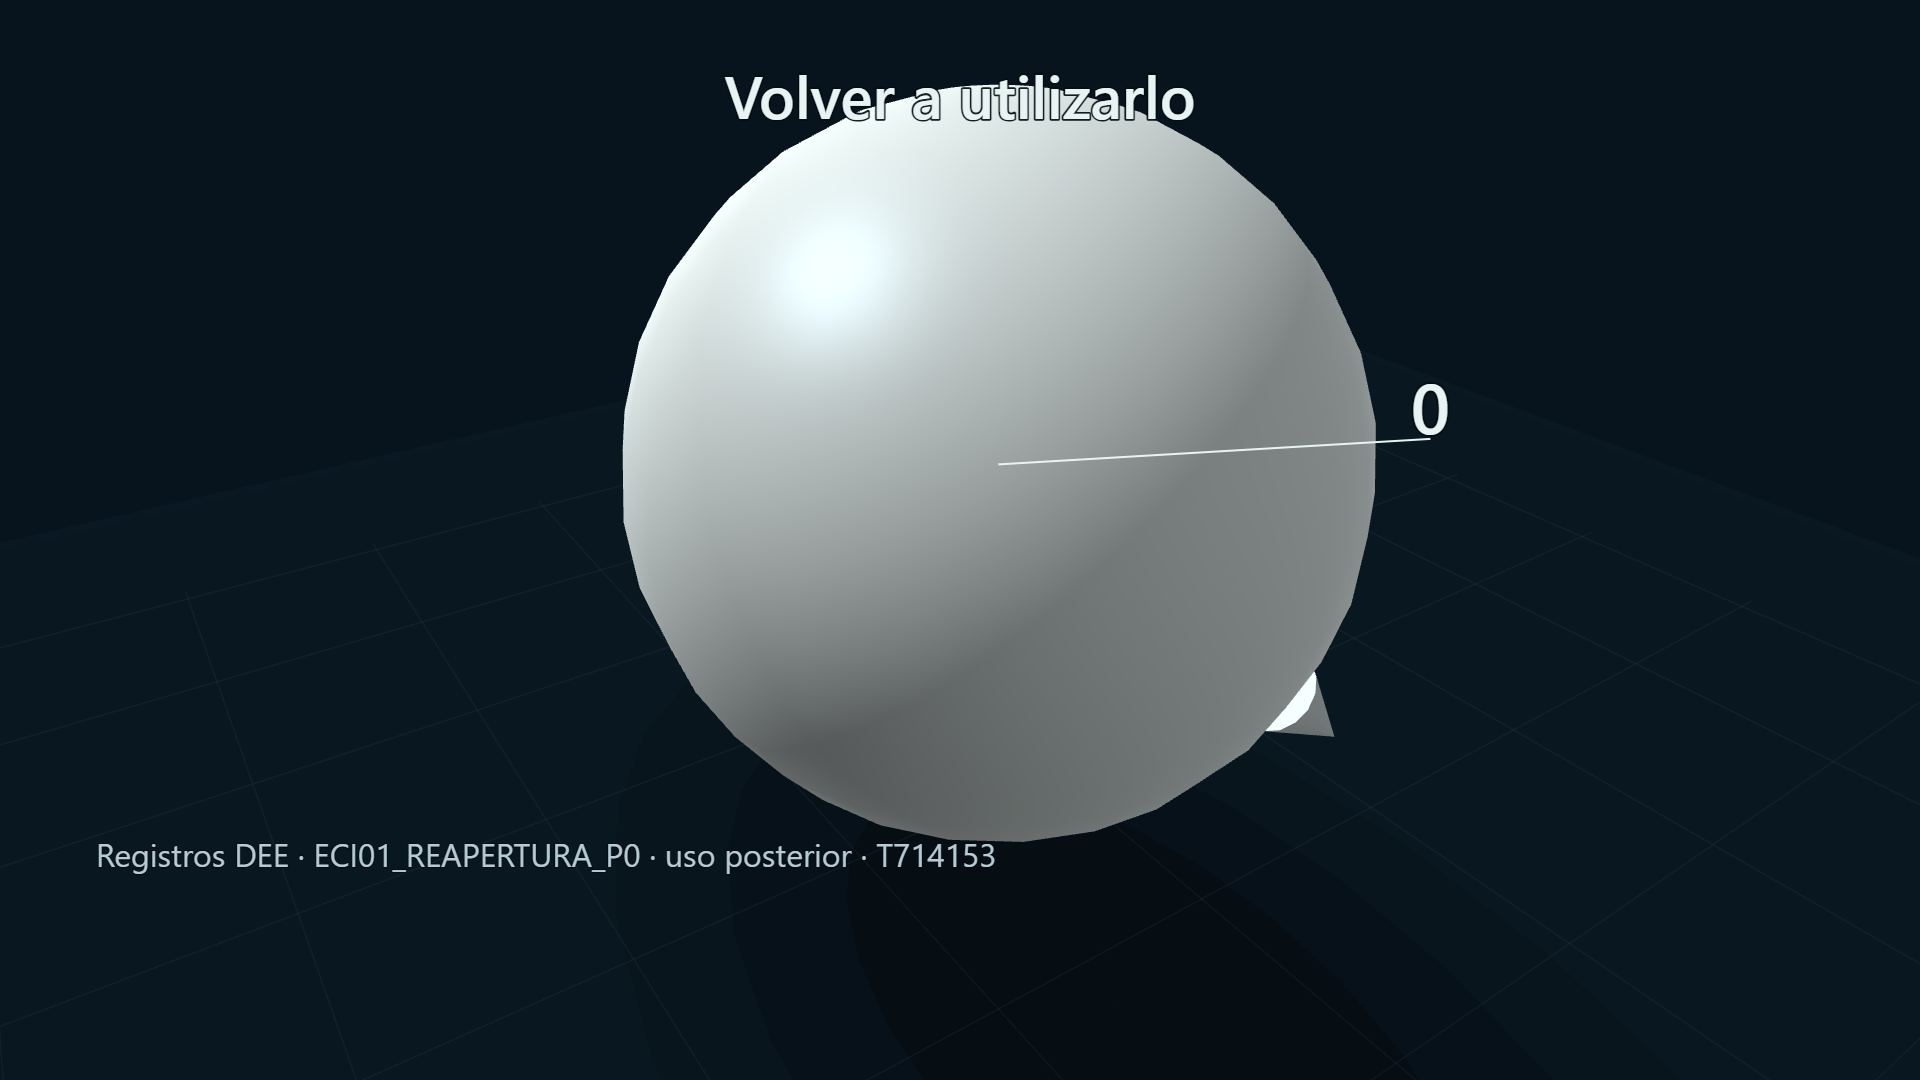 Volver a utilizarlo
0
Registros DEE · ECI01_REAPERTURA_P0 · uso posterior · T714153